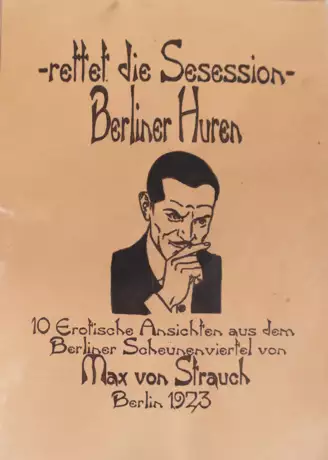 -rettet die Sesession-
Berliner Huren
10 Erotische Ansichten aus dem
Berliner Scheunenviertel von
Max von Strauch
Berlin 1923